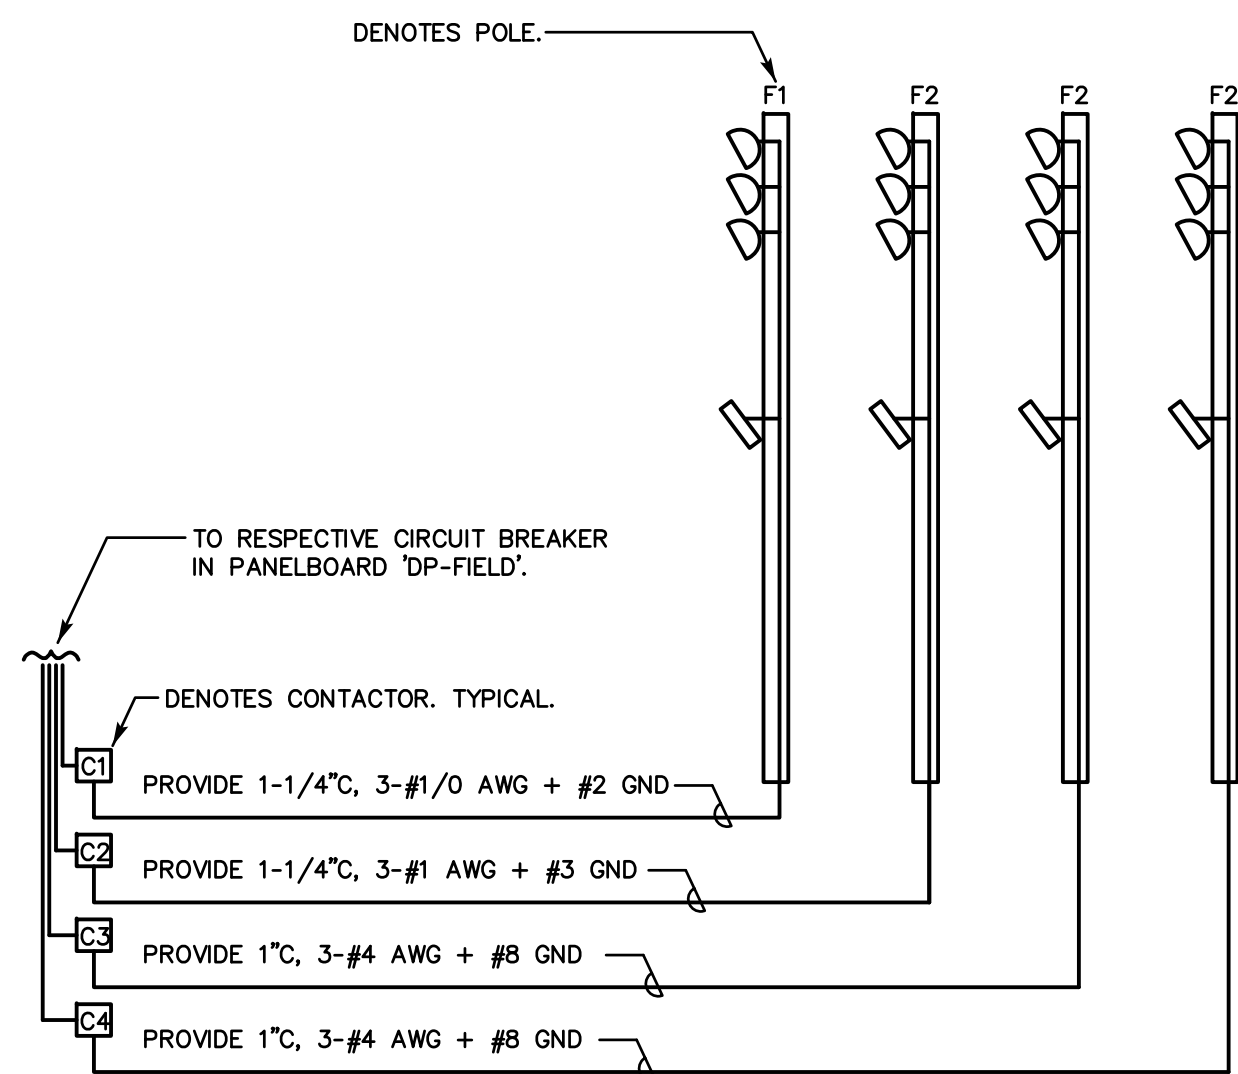 DENOTES POLE.
F1 F2 F2 F2
TO RESPECTIVE CIRCUIT BREAKER
IN PANELBOARD 'DP-FIELD'.
DENOTES CONTACTOR. TYPICAL.
C1
PROVIDE 1-1/4"C, 3-#1/0 AWG + #2 GND
C2
PROVIDE 1-1/4"C, 3-#1 AWG + #3 GND
C3
PROVIDE 1"C, 3-#4 AWG + #8 GND
C4
PROVIDE 1"C, 3-#4 AWG + #8 GND